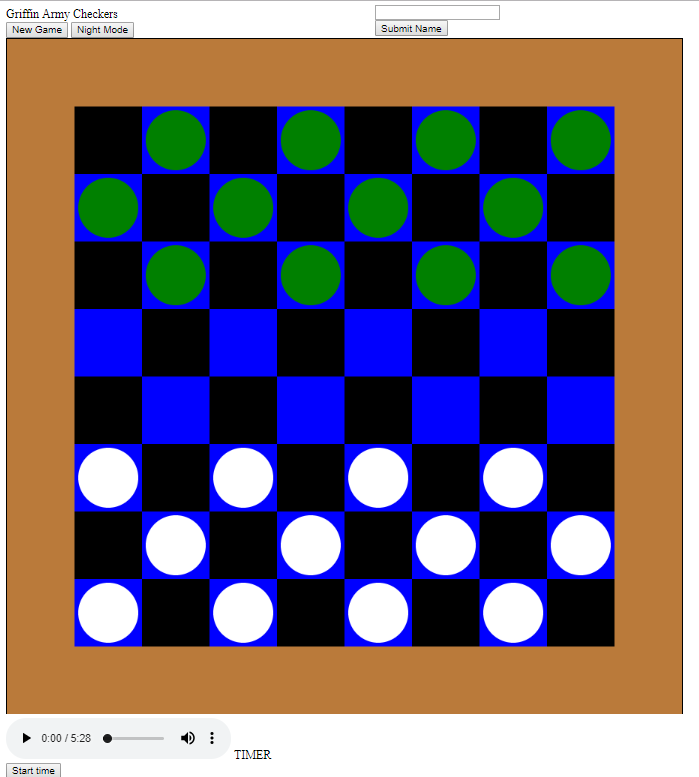 Griffin Army Checkers
New Game Night Mode
Submit Name
0:00 / 5:28
TIMER
Start time